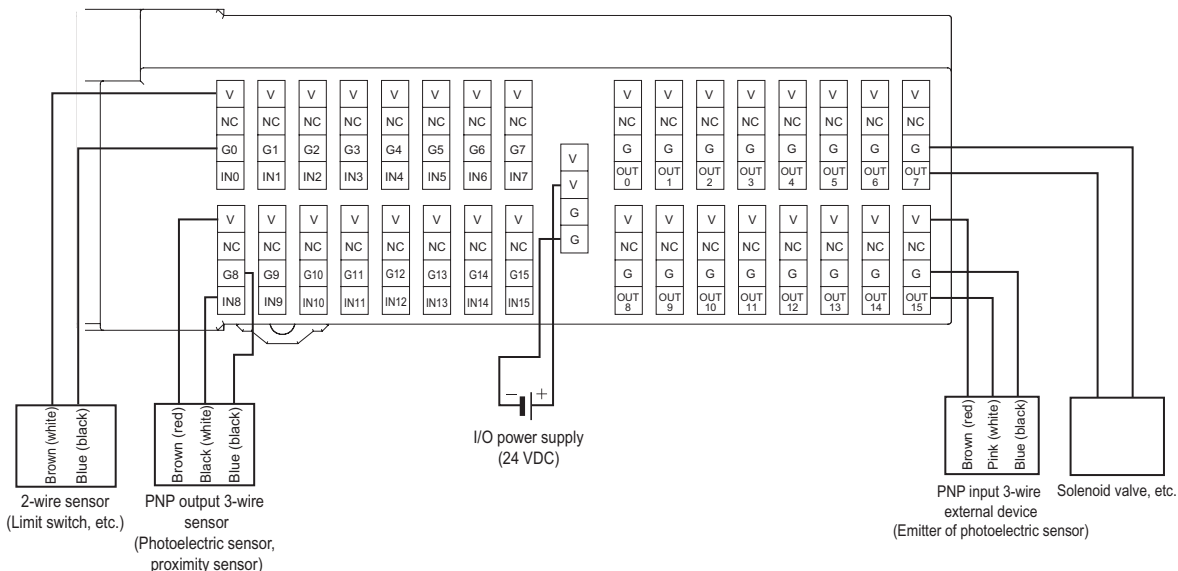 V V V V V V V V V V V V V V V V
NC NC NC NC NC NC NC NC NC NC NC NC NC NC NC NC
G0 G1 G2 G3 G4 G5 G6 G7 G G G G G G G G
IN0 IN1 IN2 IN3 IN4 IN5 IN6 IN7 OUT 0 OUT 1 OUT 2 OUT 3 OUT 4 OUT 5 OUT 6 OUT 7
V
V
G
G
V V V V V V V V V V V V V V V V
NC NC NC NC NC NC NC NC NC NC NC NC NC NC NC NC
G8 G9 G10 G11 G12 G13 G14 G15 G G G G G G G G
IN8 IN9 IN10 IN11 IN12 IN13 IN14 IN15 OUT 8 OUT 9 OUT 10 OUT 11 OUT 12 OUT 13 OUT 14 OUT 15
Brown (white)
Blue (black)
2-wire sensor
(Limit switch, etc.)
Brown (red)
Black (white)
Blue (black)
PNP output 3-wire
sensor
(Photoelectric sensor,
proximity sensor)
− +
I/O power supply
(24 VDC)
Brown (red)
Pink (white)
Blue (black)
PNP input 3-wire
external device
(Emitter of photoelectric sensor)
Solenoid valve, etc.